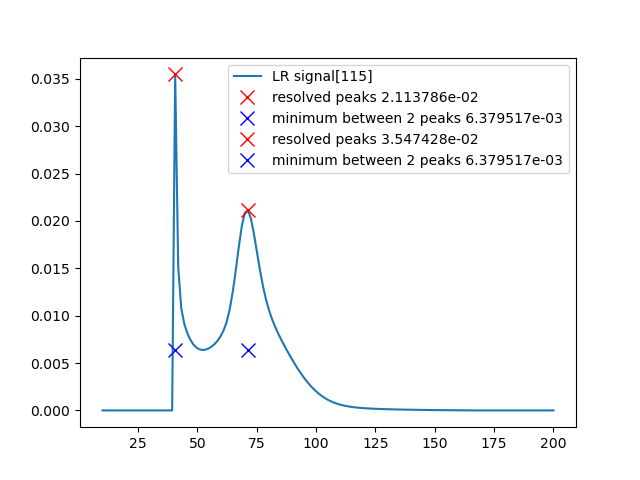 LR signal[115]
resolved peaks 2.113786e-02
minimum between 2 peaks 6.379517e-03
resolved peaks 3.547428e-02
minimum between 2 peaks 6.379517e-03
0.035
0.030
0.025
0.020
0.015
0.010
0.005
0.000
25 50 75 100 125 150 175 200